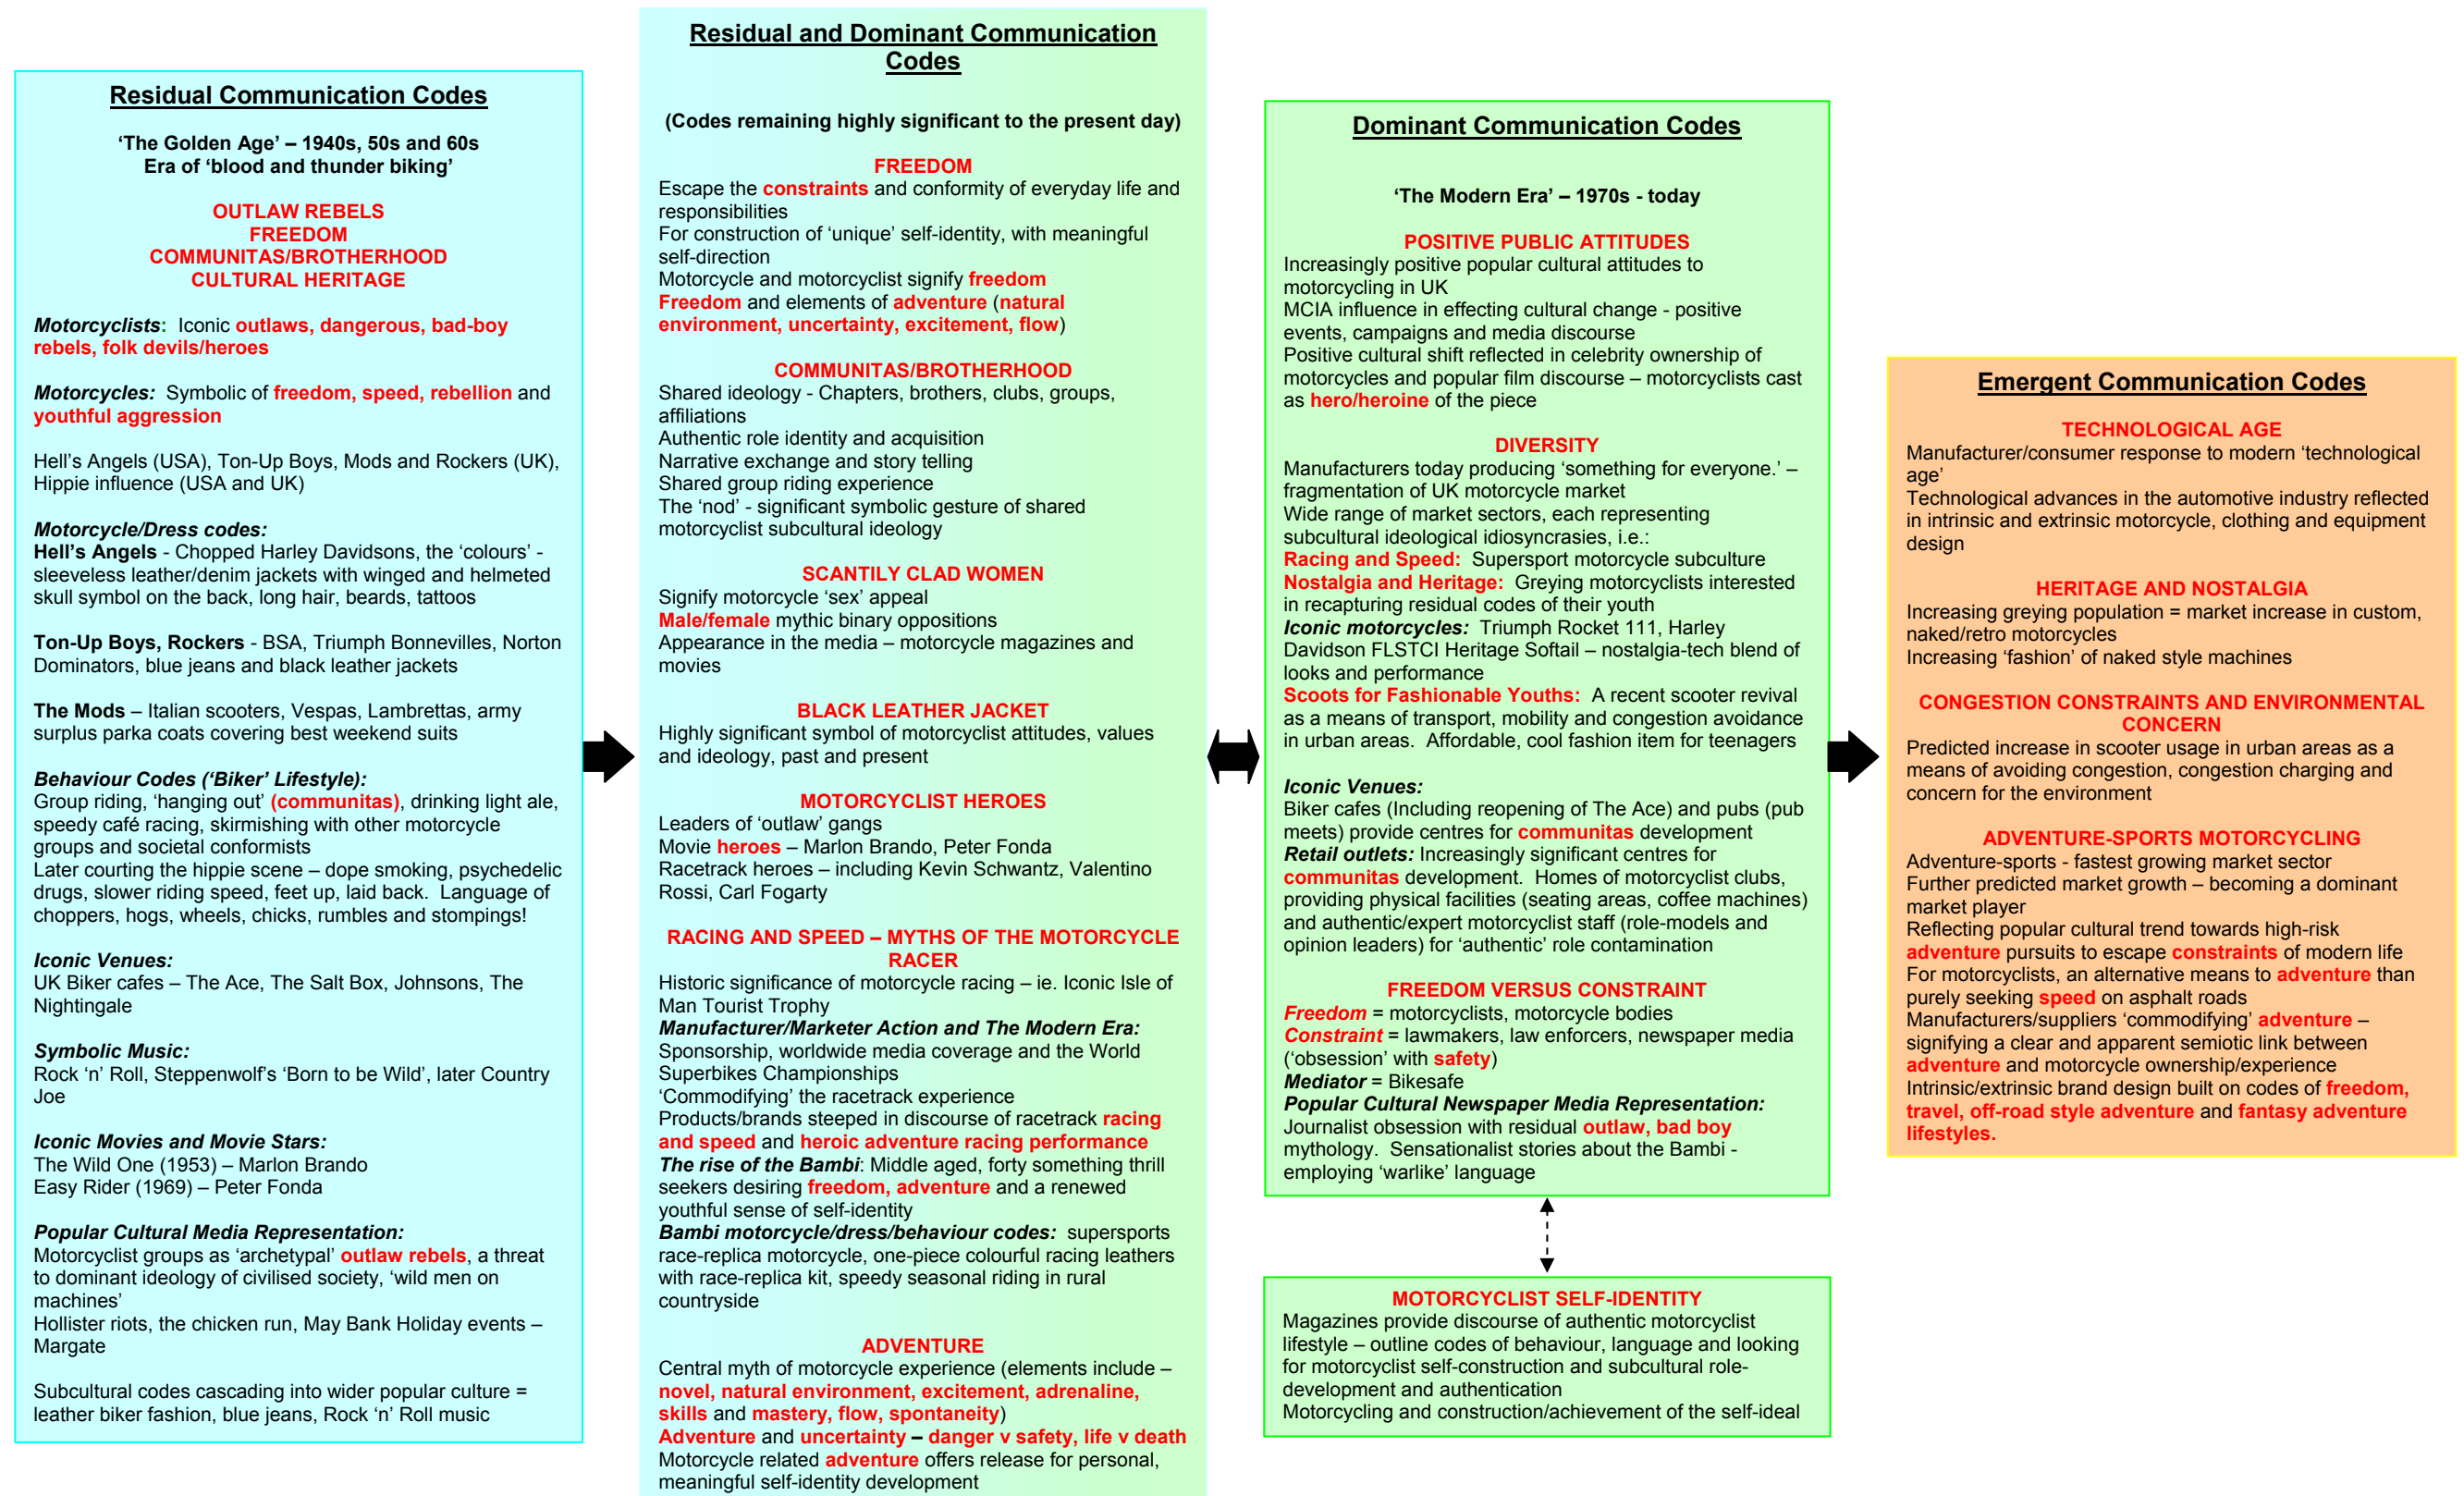 Residual Communication Codes
‘The Golden Age’ – 1940s, 50s and 60s
Era of ‘blood and thunder biking’
OUTLAW REBELS
FREEDOM
COMMUNITAS/BROTHERHOOD
CULTURAL HERITAGE
Motorcyclists: Iconic outlaws, dangerous, bad-boy
rebels, folk devils/heroes
Motorcycles: Symbolic of freedom, speed, rebellion and
youthful aggression
Hell’s Angels (USA), Ton-Up Boys, Mods and Rockers (UK),
Hippie influence (USA and UK)
Motorcycle/Dress codes:
Hell’s Angels - Chopped Harley Davidsons, the ‘colours’ -
sleeveless leather/denim jackets with winged and helmeted
skull symbol on the back, long hair, beards, tattoos
Ton-Up Boys, Rockers - BSA, Triumph Bonnevilles, Norton
Dominators, blue jeans and black leather jackets
The Mods – Italian scooters, Vespas, Lambrettas, army
surplus parka coats covering best weekend suits
Behaviour Codes (‘Biker’ Lifestyle):
Group riding, ‘hanging out’ (communitas), drinking light ale,
speedy café racing, skirmishing with other motorcycle
groups and societal conformists
Later courting the hippie scene – dope smoking, psychedelic
drugs, slower riding speed, feet up, laid back. Language of
choppers, hogs, wheels, chicks, rumbles and stompings!
Iconic Venues:
UK Biker cafes – The Ace, The Salt Box, Johnsons, The
Nightingale
Symbolic Music:
Rock ‘n’ Roll, Steppenwolf’s ‘Born to be Wild’, later Country
Joe
Iconic Movies and Movie Stars:
The Wild One (1953) – Marlon Brando
Easy Rider (1969) – Peter Fonda
Popular Cultural Media Representation:
Motorcyclist groups as ‘archetypal’ outlaw rebels, a threat
to dominant ideology of civilised society, ‘wild men on
machines’
Hollister riots, the chicken run, May Bank Holiday events –
Margate
Subcultural codes cascading into wider popular culture =
leather biker fashion, blue jeans, Rock ‘n’ Roll music
Residual and Dominant Communication
Codes
(Codes remaining highly significant to the present day)
FREEDOM
Escape the constraints and conformity of everyday life and
responsibilities
For construction of ‘unique’ self-identity, with meaningful
self-direction
Motorcycle and motorcyclist signify freedom
Freedom and elements of adventure (natural
environment, uncertainty, excitement, flow)
COMMUNITAS/BROTHERHOOD
Shared ideology - Chapters, brothers, clubs, groups,
affiliations
Authentic role identity and acquisition
Narrative exchange and story telling
Shared group riding experience
The ‘nod’ - significant symbolic gesture of shared
motorcyclist subcultural ideology
SCANTILY CLAD WOMEN
Signify motorcycle ‘sex’ appeal
Male/female mythic binary oppositions
Appearance in the media – motorcycle magazines and
movies
BLACK LEATHER JACKET
Highly significant symbol of motorcyclist attitudes, values
and ideology, past and present
MOTORCYCLIST HEROES
Leaders of ‘outlaw’ gangs
Movie heroes – Marlon Brando, Peter Fonda
Racetrack heroes – including Kevin Schwantz, Valentino
Rossi, Carl Fogarty
RACING AND SPEED – MYTHS OF THE MOTORCYCLE
RACER
Historic significance of motorcycle racing – ie. Iconic Isle of
Man Tourist Trophy
Manufacturer/Marketer Action and The Modern Era:
Sponsorship, worldwide media coverage and the World
Superbikes Championships
‘Commodifying’ the racetrack experience
Products/brands steeped in discourse of racetrack racing
and speed and heroic adventure racing performance
The rise of the Bambi: Middle aged, forty something thrill
seekers desiring freedom, adventure and a renewed
youthful sense of self-identity
Bambi motorcycle/dress/behaviour codes: supersports
race-replica motorcycle, one-piece colourful racing leathers
with race-replica kit, speedy seasonal riding in rural
countryside
ADVENTURE
Central myth of motorcycle experience (elements include –
novel, natural environment, excitement, adrenaline,
skills and mastery, flow, spontaneity)
Adventure and uncertainty – danger v safety, life v death
Motorcycle related adventure offers release for personal,
meaningful self-identity development
Dominant Communication Codes
‘The Modern Era’ – 1970s - today
POSITIVE PUBLIC ATTITUDES
Increasingly positive popular cultural attitudes to
motorcycling in UK
MCIA influence in effecting cultural change - positive
events, campaigns and media discourse
Positive cultural shift reflected in celebrity ownership of
motorcycles and popular film discourse – motorcyclists cast
as hero/heroine of the piece
DIVERSITY
Manufacturers today producing ‘something for everyone.’ –
fragmentation of UK motorcycle market
Wide range of market sectors, each representing
subcultural ideological idiosyncrasies, i.e.:
Racing and Speed: Supersport motorcycle subculture
Nostalgia and Heritage: Greying motorcyclists interested
in recapturing residual codes of their youth
Iconic motorcycles: Triumph Rocket 111, Harley
Davidson FLSTCI Heritage Softail – nostalgia-tech blend of
looks and performance
Scoots for Fashionable Youths: A recent scooter revival
as a means of transport, mobility and congestion avoidance
in urban areas. Affordable, cool fashion item for teenagers
Iconic Venues:
Biker cafes (Including reopening of The Ace) and pubs (pub
meets) provide centres for communitas development
Retail outlets: Increasingly significant centres for
communitas development. Homes of motorcyclist clubs,
providing physical facilities (seating areas, coffee machines)
and authentic/expert motorcyclist staff (role-models and
opinion leaders) for ‘authentic’ role contamination
FREEDOM VERSUS CONSTRAINT
Freedom = motorcyclists, motorcycle bodies
Constraint = lawmakers, law enforcers, newspaper media
(‘obsession’ with safety)
Mediator = Bikesafe
Popular Cultural Newspaper Media Representation:
Journalist obsession with residual outlaw, bad boy
mythology. Sensationalist stories about the Bambi -
employing ‘warlike’ language
MOTORCYCLIST SELF-IDENTITY
Magazines provide discourse of authentic motorcyclist
lifestyle – outline codes of behaviour, language and looking
for motorcyclist self-construction and subcultural role-
development and authentication
Motorcycling and construction/achievement of the self-ideal
Emergent Communication Codes
TECHNOLOGICAL AGE
Manufacturer/consumer response to modern ‘technological
age’
Technological advances in the automotive industry reflected
in intrinsic and extrinsic motorcycle, clothing and equipment
design
HERITAGE AND NOSTALGIA
Increasing greying population = market increase in custom,
naked/retro motorcycles
Increasing ‘fashion’ of naked style machines
CONGESTION CONSTRAINTS AND ENVIRONMENTAL
CONCERN
Predicted increase in scooter usage in urban areas as a
means of avoiding congestion, congestion charging and
concern for the environment
ADVENTURE-SPORTS MOTORCYCLING
Adventure-sports - fastest growing market sector
Further predicted market growth – becoming a dominant
market player
Reflecting popular cultural trend towards high-risk
adventure pursuits to escape constraints of modern life
For motorcyclists, an alternative means to adventure than
purely seeking speed on asphalt roads
Manufacturers/suppliers ‘commodifying’ adventure –
signifying a clear and apparent semiotic link between
adventure and motorcycle ownership/experience
Intrinsic/extrinsic brand design built on codes of freedom,
travel, off-road style adventure and fantasy adventure
lifestyles.